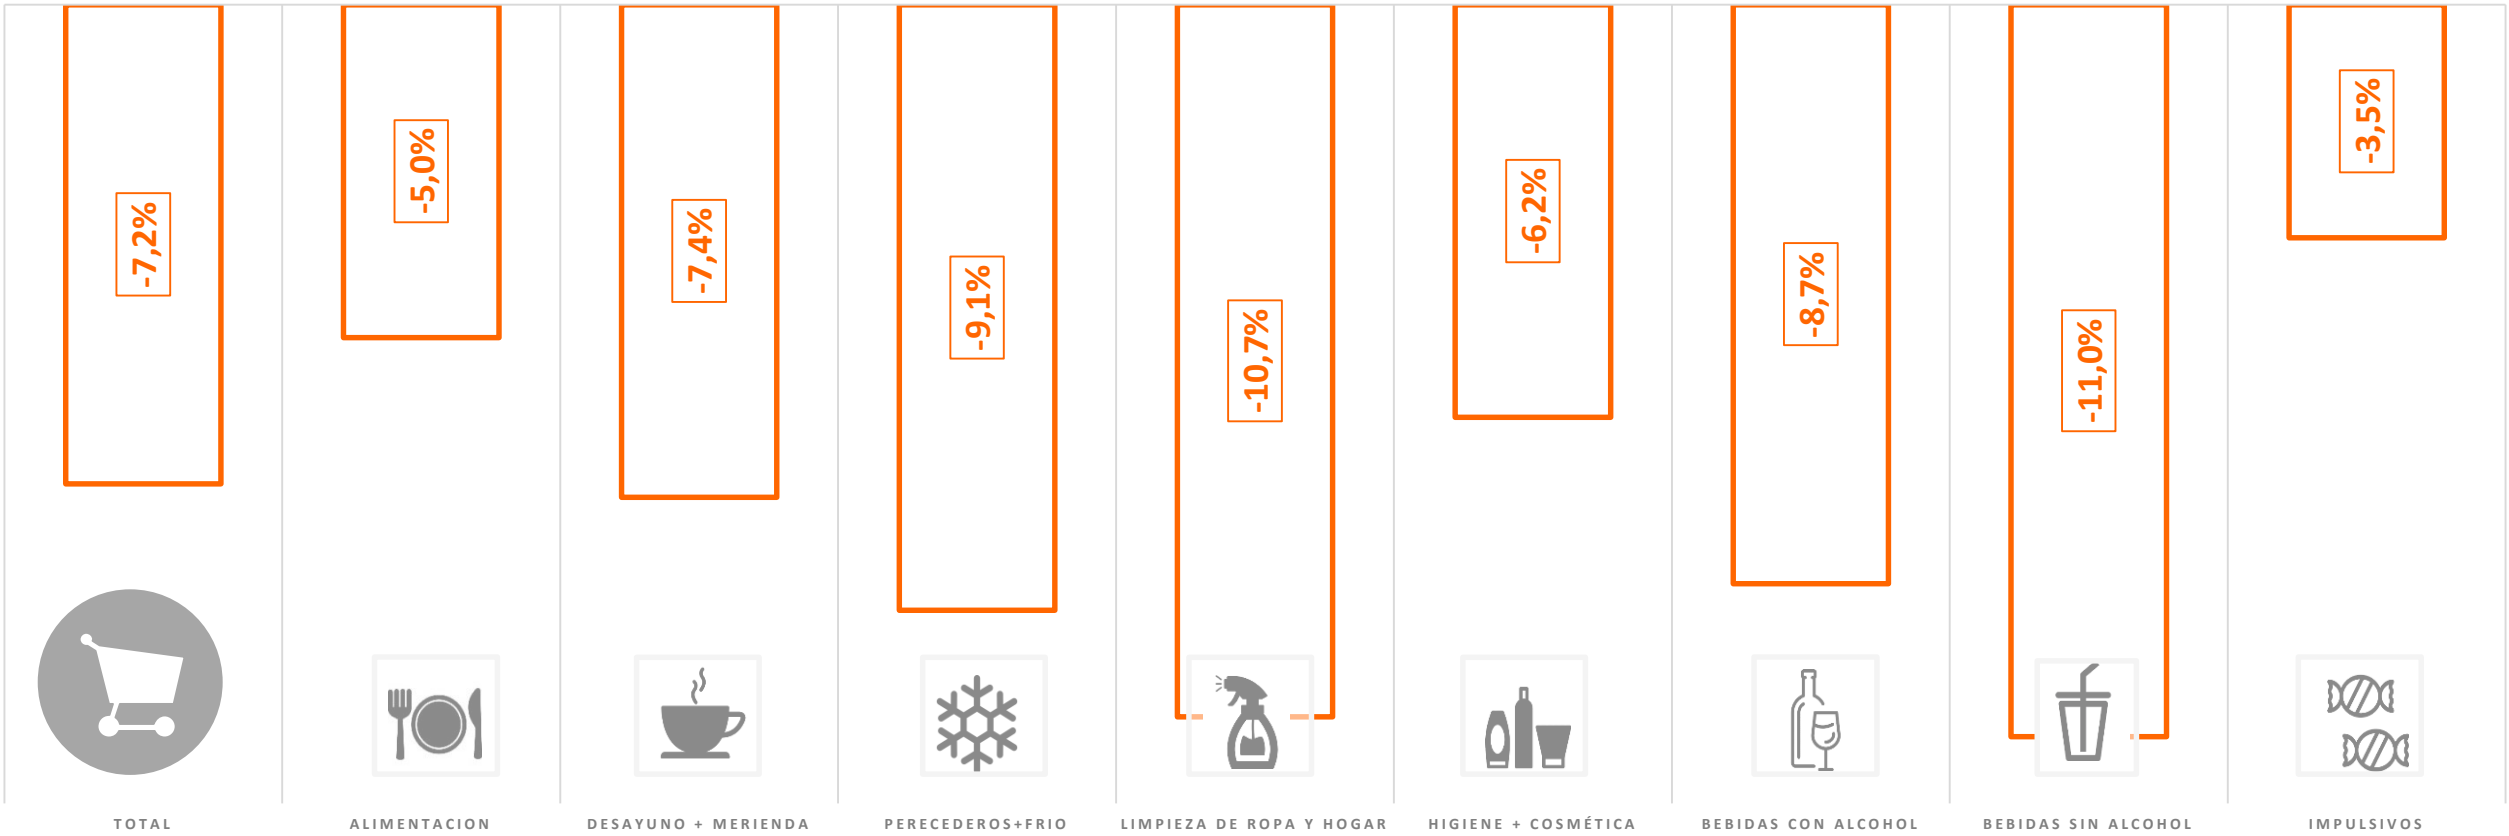 -7,2%
-5,0%
-7,4%
-9,1%
-10,7%
-6,2%
-8,7%
-11,0%
-3,5%
TOTAL
ALIMENTACION
DESAYUNO + MERIENDA
PERECEDEROS+FRIO
LIMPIEZA DE ROPA Y HOGAR
HIGIENE + COSMÉTICA
BEBIDAS CON ALCOHOL
BEBIDAS SIN ALCOHOL
IMPULSIVOS